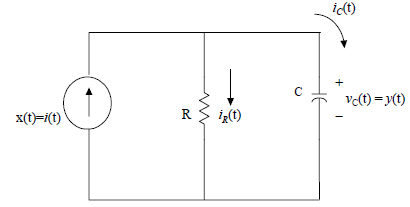 i_C(t)
+
C
v_C(t) = y(t)
x(t)=i(t)
R
i_R(t)
−